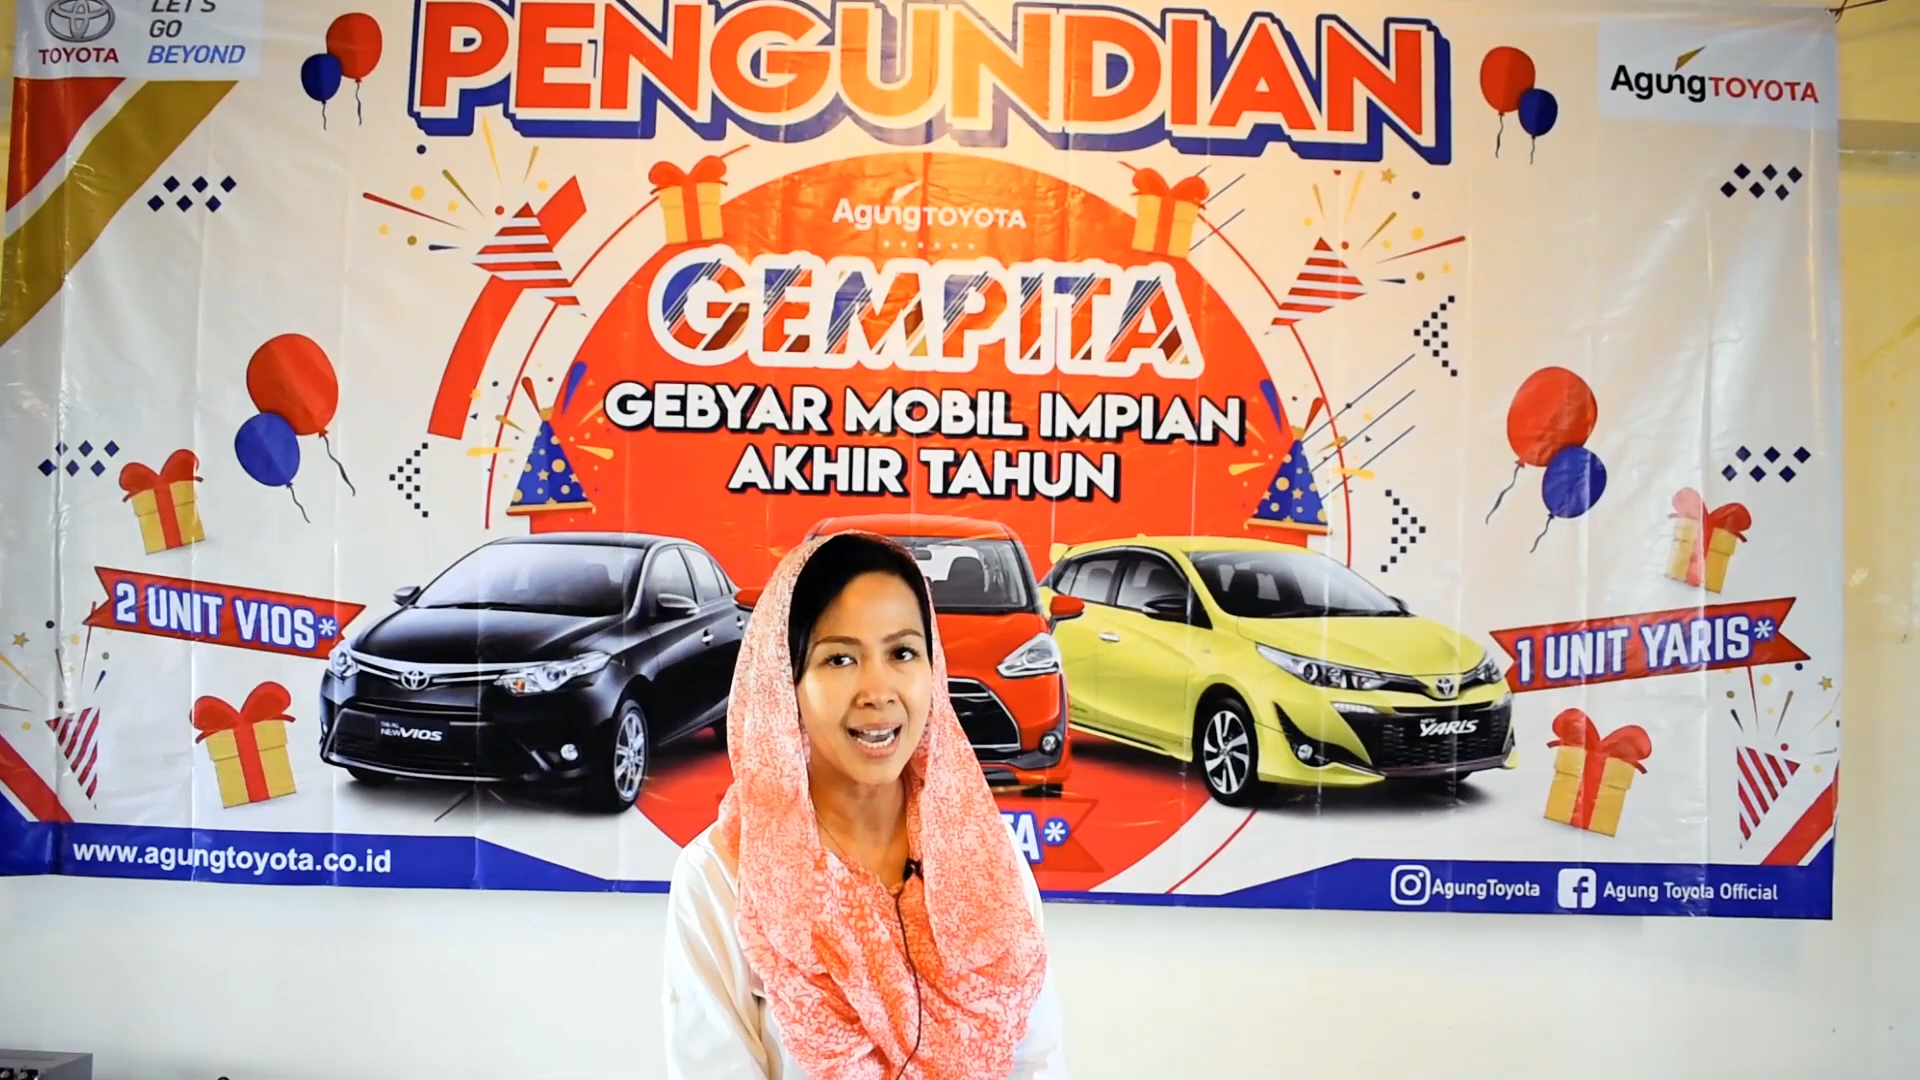 TOYOTA
LET'S
GO
BEYOND
PENGUNDIAN
AgungTOYOTA
AgungTOYOTA
GEMPITA
GEBYAR MOBIL IMPIAN
AKHIR TAHUN
2 UNIT VIOS*
1 UNIT YARIS*
NEW VIOS
NEW
YARIS
www.agungtoyota.co.id
AgungToyota
Agung Toyota Official